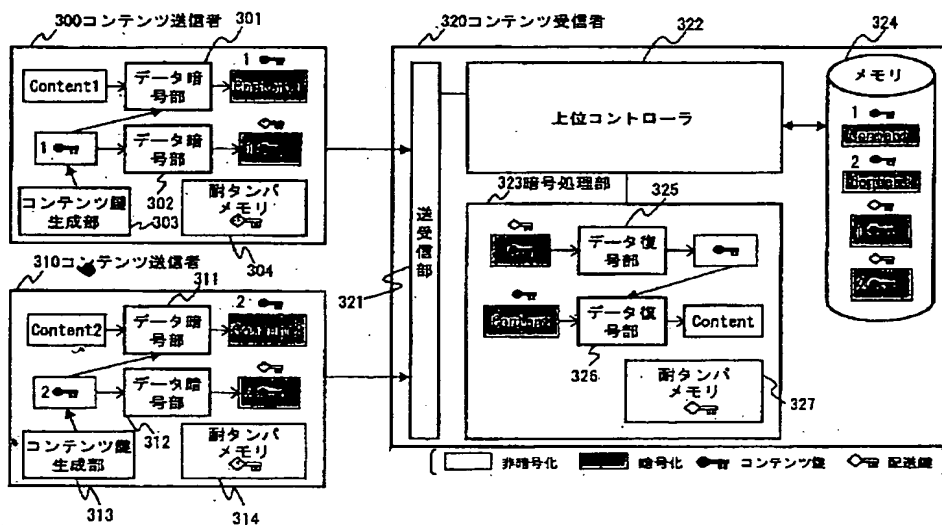 300コンテンツ送信者
301
Content1
データ暗
号部
1
1
データ暗
号部
302
コンテンツ鍵
生成部
303
耐タンパ
メモリ
304
310コンテンツ送信者
311
Content2
データ暗
号部
2
2
データ暗
号部
312
コンテンツ鍵
生成部
313
耐タンパ
メモリ
314
320コンテンツ受信者
321
送受信部
322
上位コントローラ
323暗号処理部
325
データ復
号部
データ復
号部
326
Content
耐タンパ
メモリ
327
324
メモリ
1
2
非暗号化
暗号化
コンテンツ鍵
配送鍵